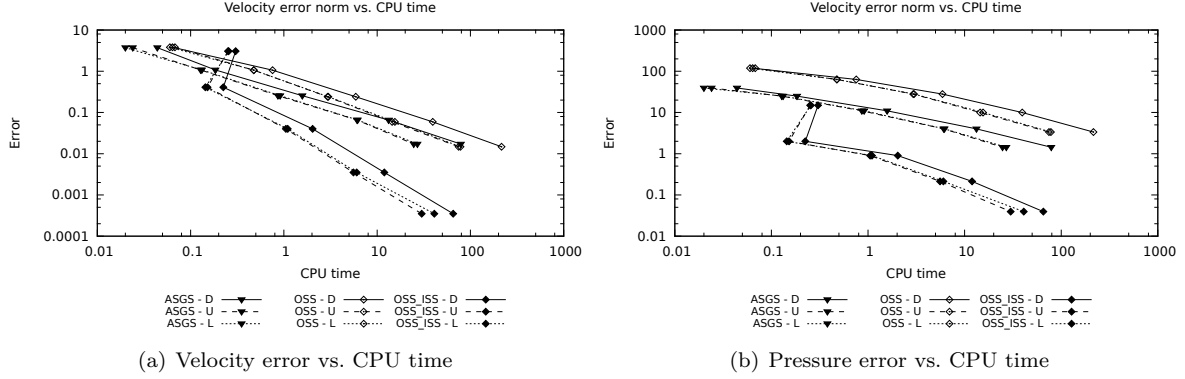 Velocity error norm vs. CPU time
10
1
0.1
0.01
0.001
0.0001
Error
0.01 0.1 1 10 100 1000
CPU time
ASGS - D OSS - D OSS_ISS - D
ASGS - U OSS - U OSS_ISS - U
ASGS - L OSS - L OSS_ISS - L
(a) Velocity error vs. CPU time
Velocity error norm vs. CPU time
1000
100
10
1
0.1
0.01
Error
0.01 0.1 1 10 100 1000
CPU time
ASGS - D OSS - D OSS_ISS - D
ASGS - U OSS - U OSS_ISS - U
ASGS - L OSS - L OSS_ISS - L
(b) Pressure error vs. CPU time